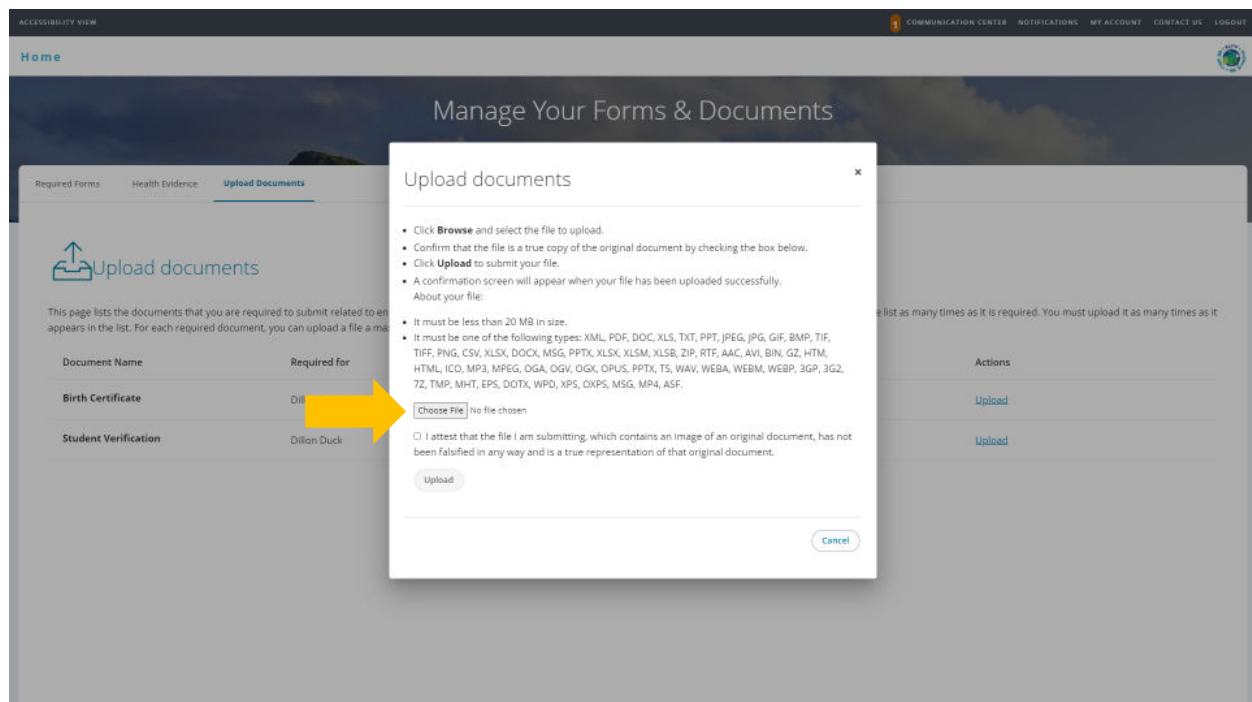 ACCESSIBILITY VIEW
1 COMMUNICATION CENTER NOTIFICATIONS MY ACCOUNT CONTACT US LOGOUT
Home
Manage Your Forms & Documents
Required Forms Health Evidence Upload Documents
Upload documents
This page lists the documents that you are required to submit related to en
e list as many times as it is required. You must upload it as many times as it
appears in the list. For each required document, you can upload a file a ma
Document Name Required for Actions
Birth Certificate Dil Upload
Student Verification Dillon Duck Upload
Upload documents ×
• Click Browse and select the file to upload.
• Confirm that the file is a true copy of the original document by checking the box below.
• Click Upload to submit your file.
• A confirmation screen will appear when your file has been uploaded successfully.
About your file:
• It must be less than 20 MB in size.
• It must be one of the following types: XML, PDF, DOC, XLS, TXT, PPT, JPEG, JPG, GIF, BMP, TIF,
TIFF, PNG, CSV, XLSX, DOCX, MSG, PPTX, XLSX, XLSM, XLSB, ZIP, RTF, AAC, AVI, BIN, GZ, HTM,
HTML, ICO, MP3, MPEG, OGA, OGV, OGX, OPUS, PPTX, TS, WAV, WEBA, WEBM, WEBP, 3GP, 3G2,
7Z, TMP, MHT, EPS, DOTX, WPD, XPS, OXPS, MSG, MP4, ASF.
Choose File No file chosen
I attest that the file I am submitting, which contains an image of an original document, has not
been falsified in any way and is a true representation of that original document.
Upload
Cancel